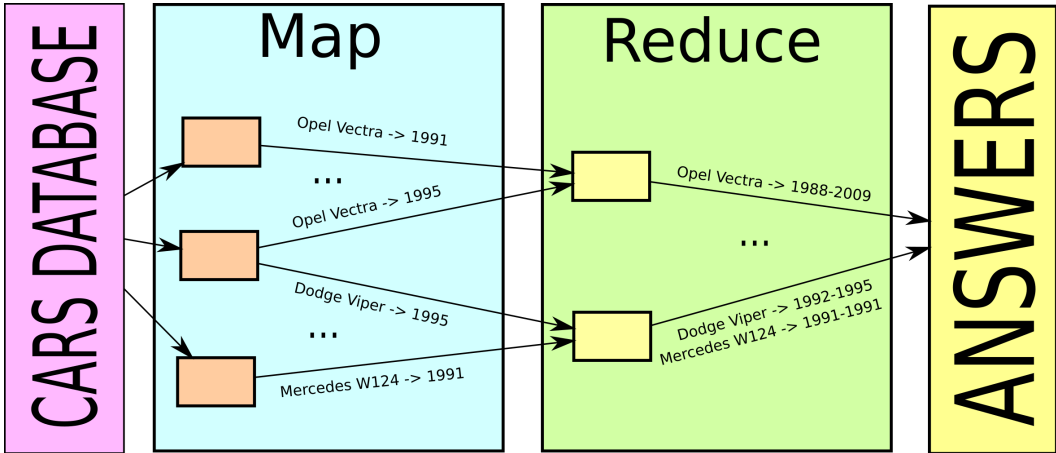 CARS DATABASE
Map
Opel Vectra -> 1991
...
Opel Vectra -> 1995
Dodge Viper -> 1995
...
Mercedes W124 -> 1991
Reduce
Opel Vectra -> 1988-2009
...
Dodge Viper -> 1992-1995
Mercedes W124 -> 1991-1991
ANSWERS